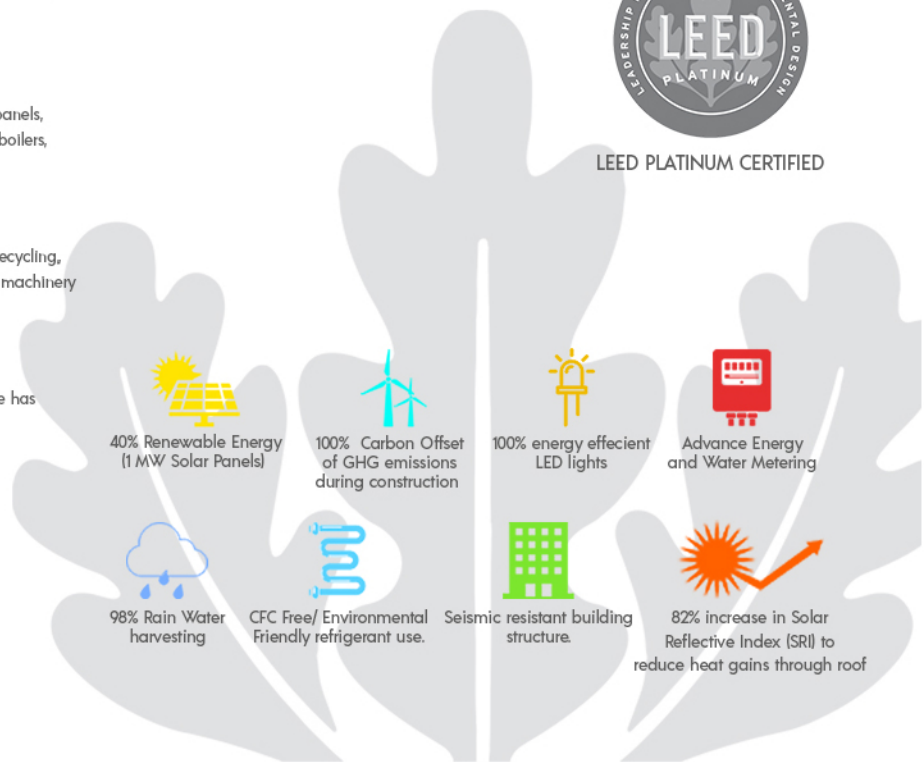 LEADERSHIP
LEED
PLATINUM
DESIGN
LEED PLATINUM CERTIFIED
panels,
boilers,
recycling,
machinery
has
40% Renewable Energy
(1 MW Solar Panels)
100% Carbon Offset
of GHG emissions
during construction
100% energy effecient
LED lights
Advance Energy
and Water Metering
98% Rain Water
harvesting
CFC Free/ Environmental
Friendly refrigerant use.
Seismic resistant building
structure.
82% increase in Solar
Reflective Index (SRI) to
reduce heat gains through roof